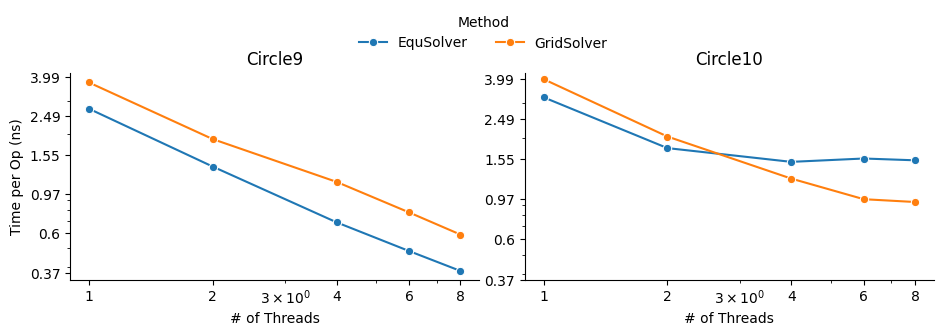 Method
EquSolver GridSolver
Circle9
3.99
2.49
1.55
0.97
0.6
0.37
Time per Op (ns)
1 2 3 × 10⁰ 4 6 8
# of Threads
Circle10
3.99
2.49
1.55
0.97
0.6
0.37
1 2 3 × 10⁰ 4 6 8
# of Threads